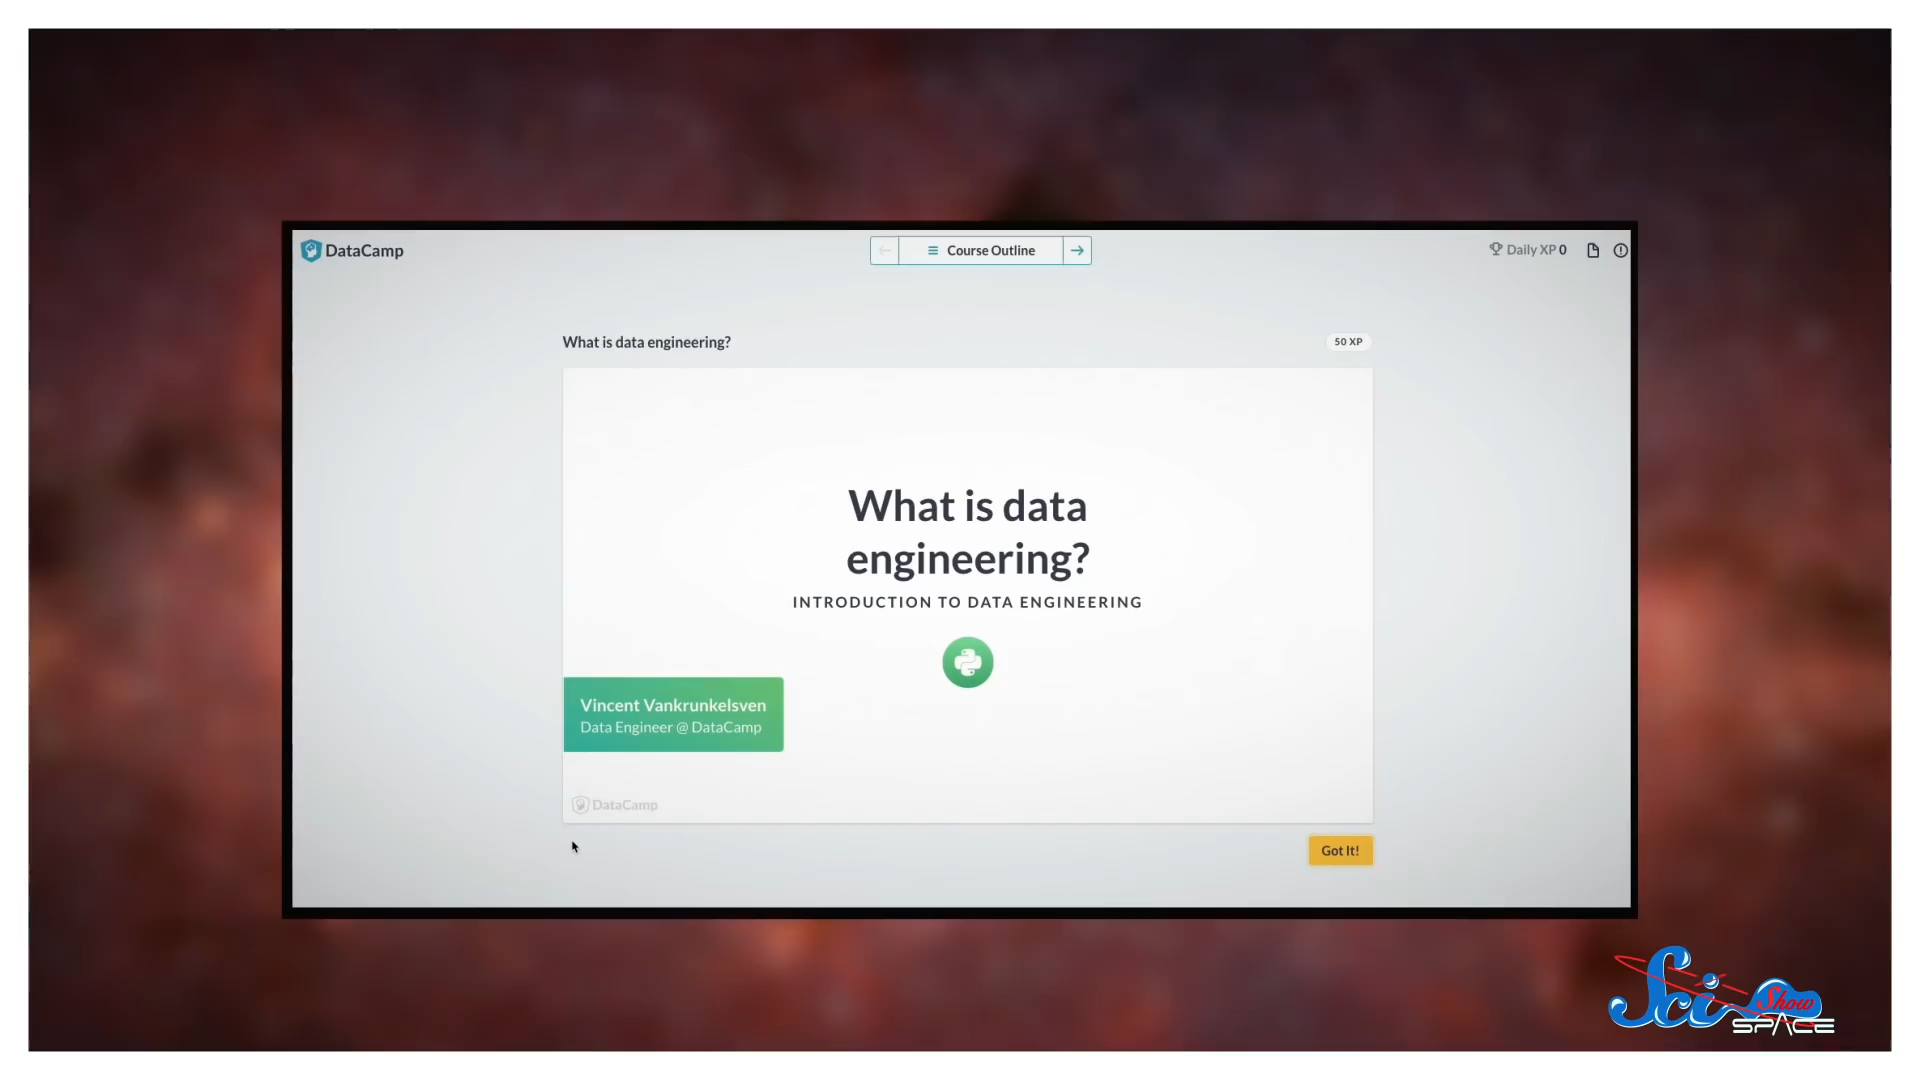 DataCamp
Course Outline
Daily XP 0
What is data engineering?
50 XP
What is data
engineering?
INTRODUCTION TO DATA ENGINEERING
Vincent Vankrunkelsven
Data Engineer @ DataCamp
DataCamp
Got It!
Sci Show
SPACE